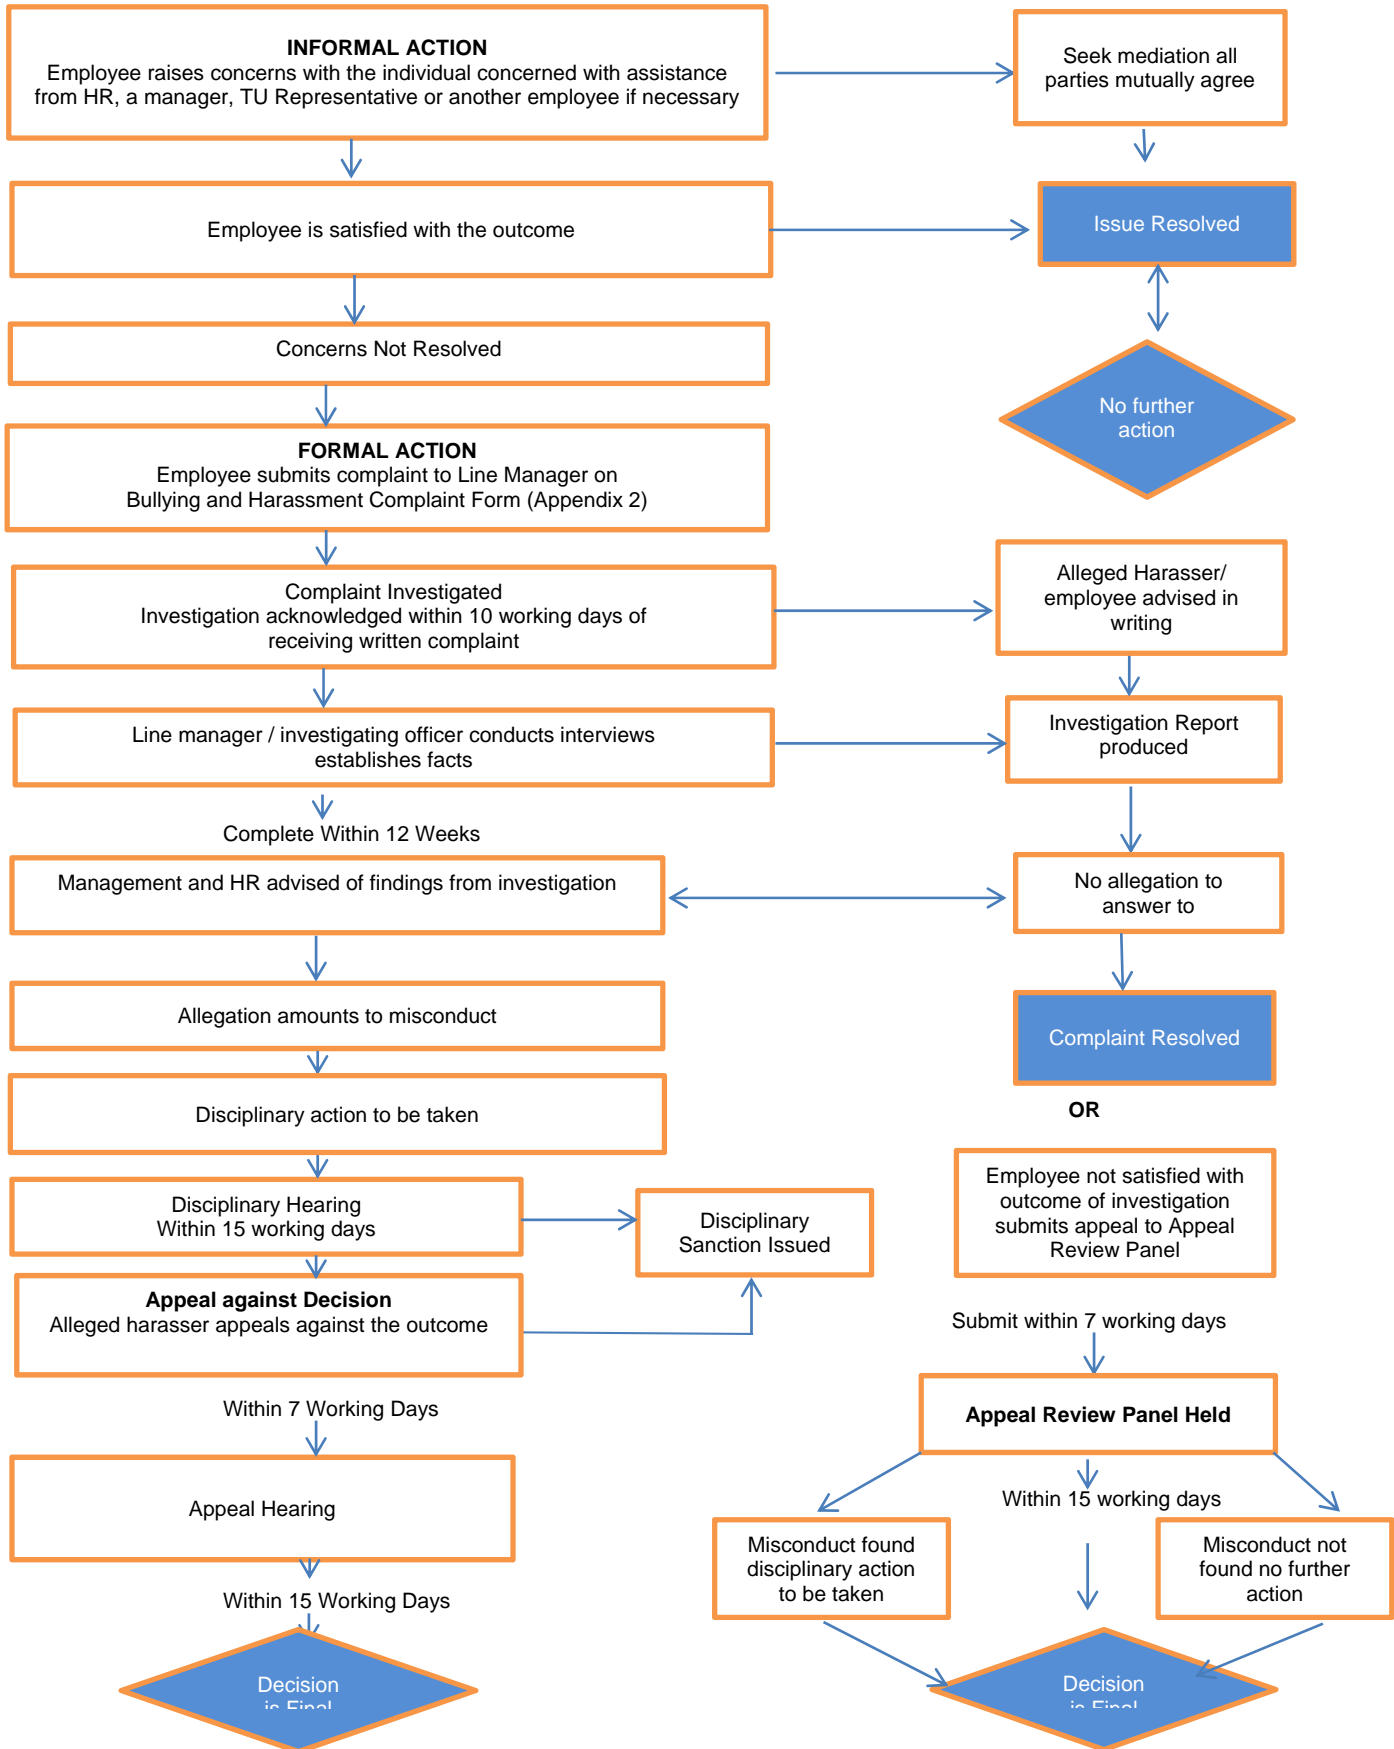 INFORMAL ACTION
Employee raises concerns with the individual concerned with assistance
from HR, a manager, TU Representative or another employee if necessary
Seek mediation all
parties mutually agree
Employee is satisfied with the outcome
Issue Resolved
Concerns Not Resolved
No further
action
FORMAL ACTION
Employee submits complaint to Line Manager on
Bullying and Harassment Complaint Form (Appendix 2)
Complaint Investigated
Investigation acknowledged within 10 working days of
receiving written complaint
Alleged Harasser/
employee advised in
writing
Line manager / investigating officer conducts interviews
establishes facts
Investigation Report
produced
Complete Within 12 Weeks
Management and HR advised of findings from investigation
No allegation to
answer to
Allegation amounts to misconduct
Complaint Resolved
Disciplinary action to be taken
OR
Disciplinary Hearing
Within 15 working days
Disciplinary
Sanction Issued
Employee not satisfied with
outcome of investigation
submits appeal to Appeal
Review Panel
Appeal against Decision
Alleged harasser appeals against the outcome
Submit within 7 working days
Within 7 Working Days
Appeal Review Panel Held
Appeal Hearing
Within 15 working days
Misconduct found
disciplinary action
to be taken
Misconduct not
found no further
action
Within 15 Working Days
Decision
is Final
Decision
is Final